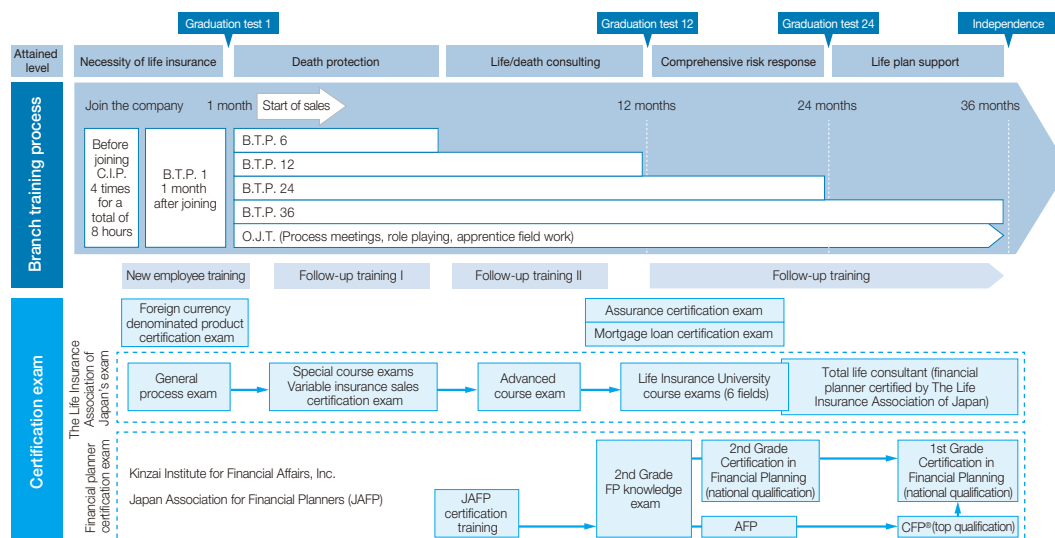 Graduation test 1
Graduation test 12
Graduation test 24
Independence
Attained
level
Necessity of life insurance
Death protection
Life/death consulting
Comprehensive risk response
Life plan support
Branch training process
Join the company
1 month
Start of sales
12 months
24 months
36 months
Before
joining
C.I.P.
4 times
for a
total of
8 hours
B.T.P. 1
1 month
after joining
B.T.P. 6
B.T.P. 12
B.T.P. 24
B.T.P. 36
O.J.T. (Process meetings, role playing, apprentice field work)
New employee training
Follow-up training I
Follow-up training II
Follow-up training
Certification exam
Foreign currency
denominated product
certification exam
Assurance certification exam
Mortgage loan certification exam
The Life Insurance
Association of
Japan's exam
General
process exam
Special course exams
Variable insurance sales
certification exam
Advanced
course exam
Life Insurance University
course exams (6 fields)
Total life consultant (financial
planner certified by The Life
Insurance Association of Japan)
Financial planner
certification exam
Kinzai Institute for Financial Affairs, Inc.
Japan Association for Financial Planners (JAFP)
JAFP
certification
training
2nd Grade
FP knowledge
exam
2nd Grade
Certification in
Financial Planning
(national qualification)
1st Grade
Certification in
Financial Planning
(national qualification)
AFP
CFP®(top qualification)